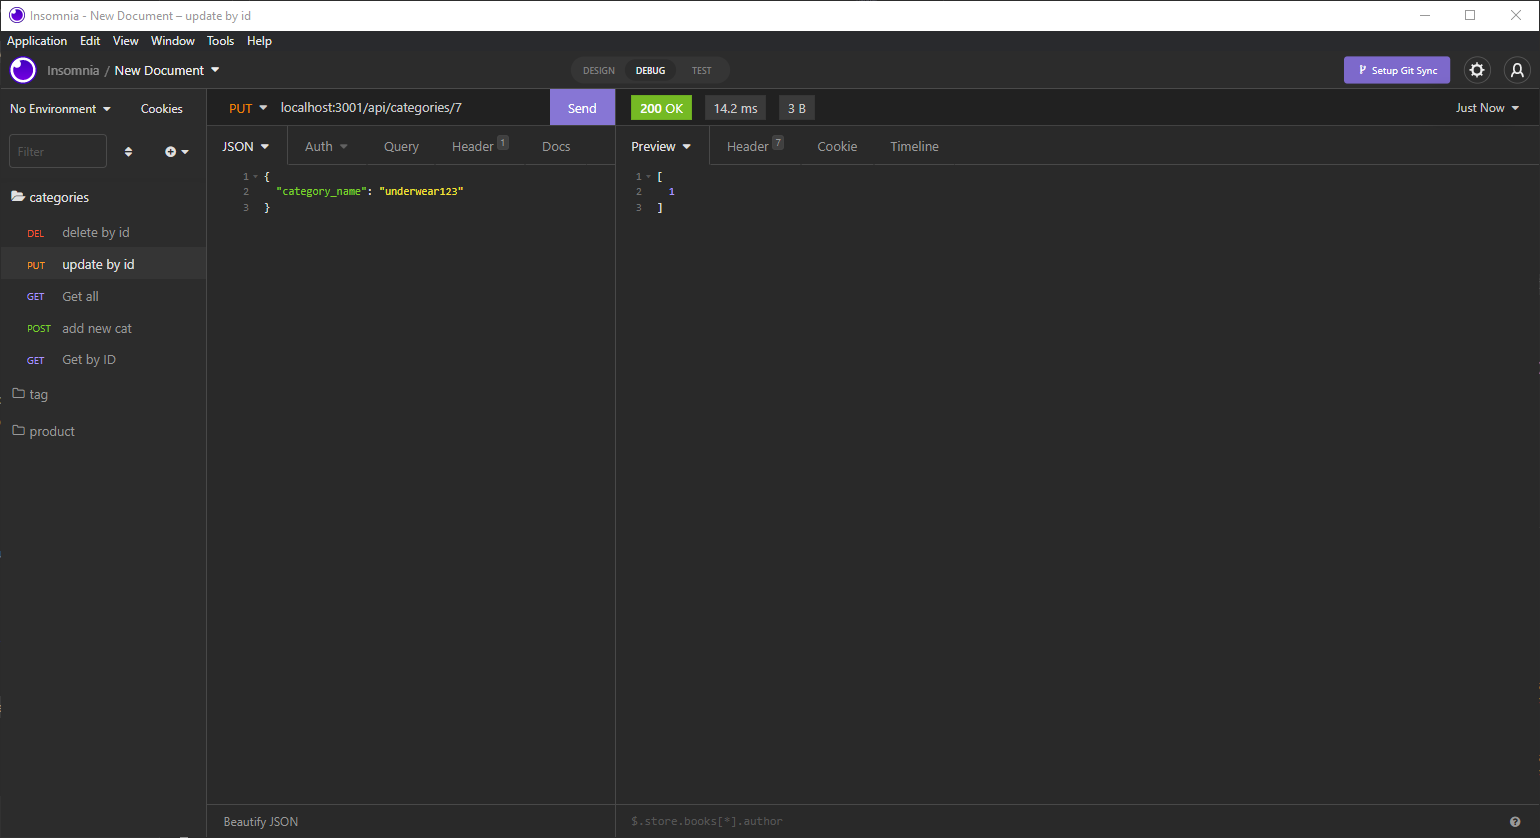 Insomnia - New Document – update by id
Application Edit View Window Tools Help
Insomnia / New Document
DESIGN DEBUG TEST
Setup Git Sync
No Environment Cookies
PUT localhost:3001/api/categories/7 Send
200 OK 14.2 ms 3 B
Just Now
Filter
JSON Auth Query Header 1 Docs
Preview Header 7 Cookie Timeline
categories
DEL delete by id
PUT update by id
GET Get all
POST add new cat
GET Get by ID
tag
product
1 {
2 "category_name": "underwear123"
3 }
1 [
2 1
3 ]
Beautify JSON
$.store.books[*].author